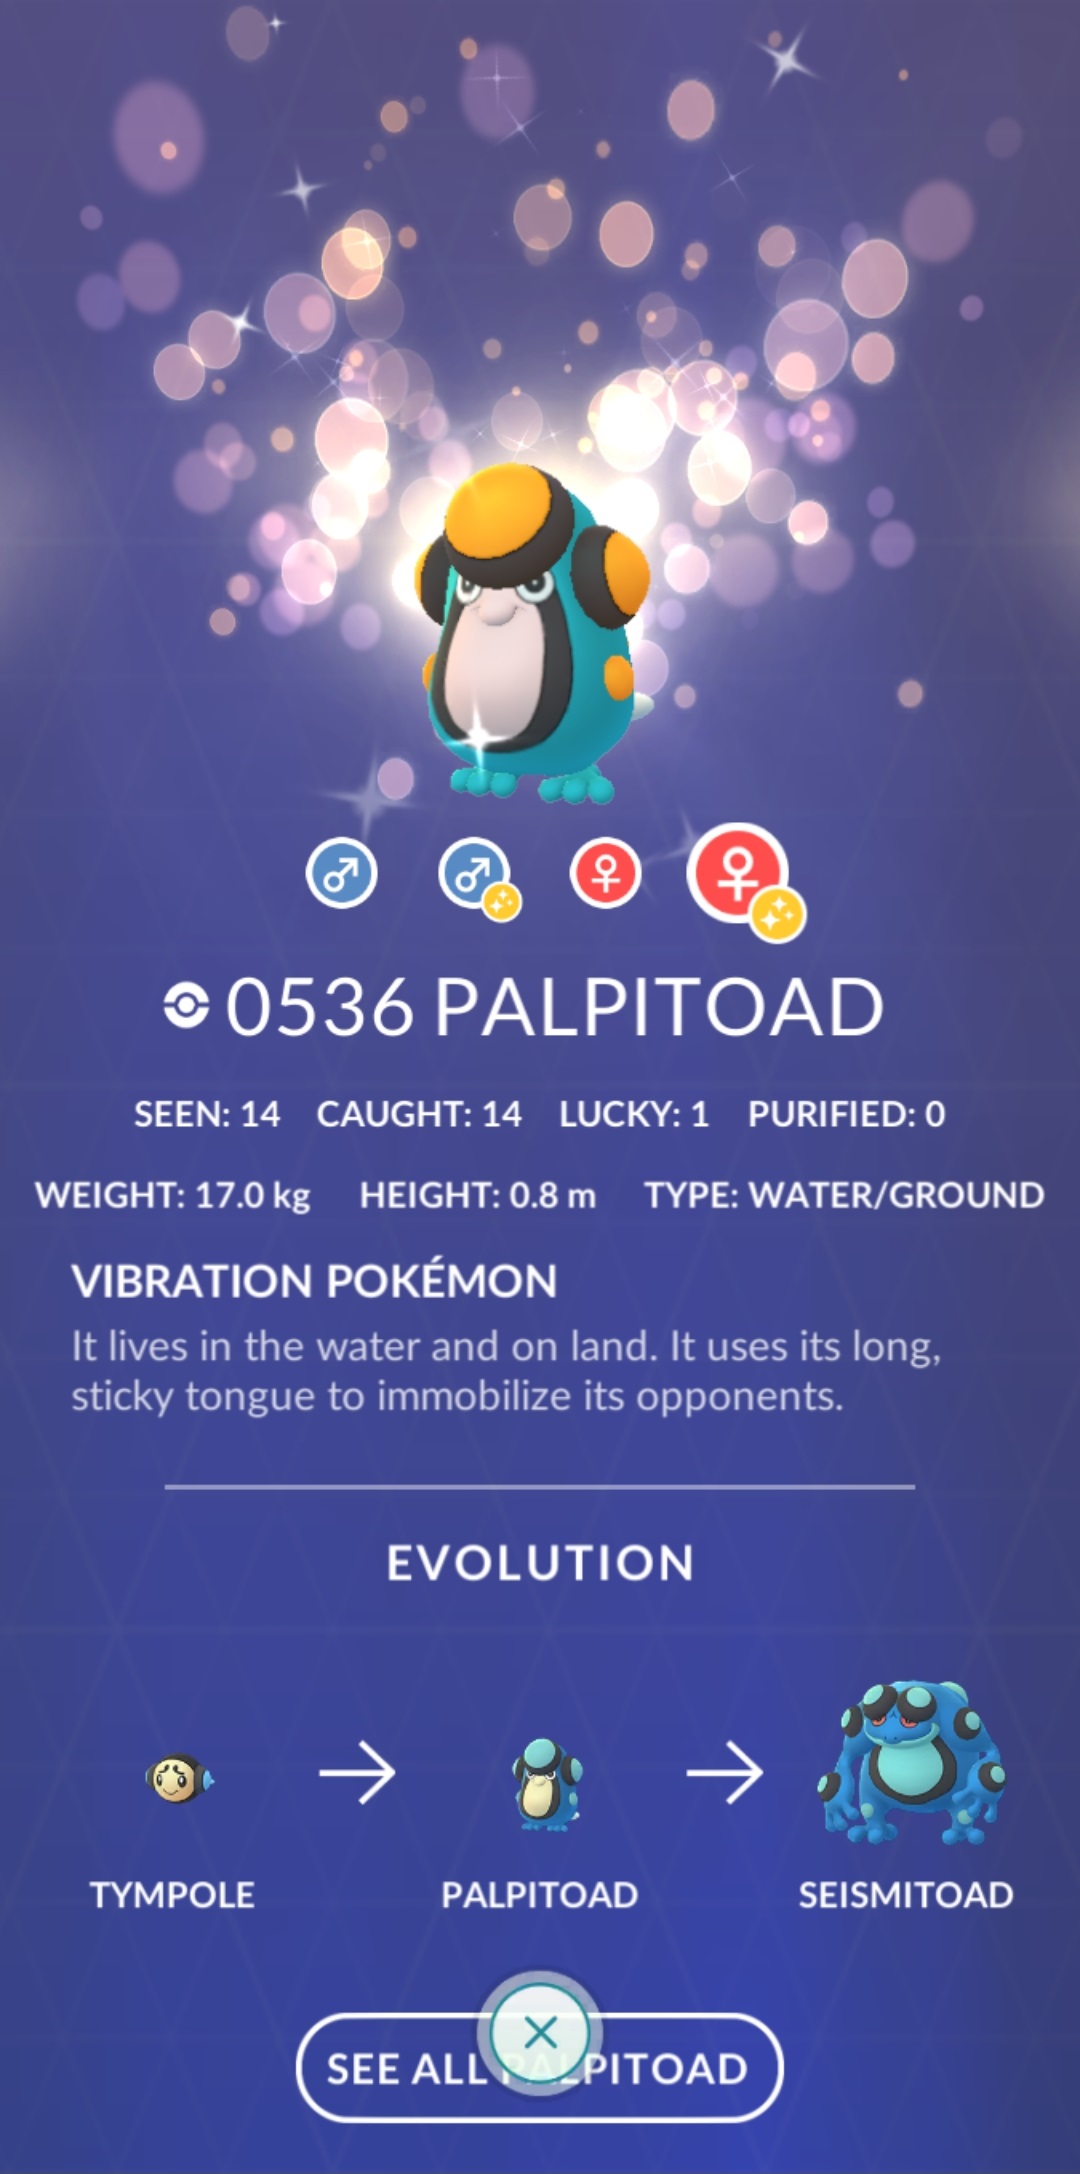 0536 PALPITOAD
SEEN: 14 CAUGHT: 14 LUCKY: 1 PURIFIED: 0
WEIGHT: 17.0 kg HEIGHT: 0.8 m TYPE: WATER/GROUND
VIBRATION POKÉMON
It lives in the water and on land. It uses its long,
sticky tongue to immobilize its opponents.
EVOLUTION
TYMPOLE PALPITOAD SEISMITOAD
SEE ALL PALPITOAD